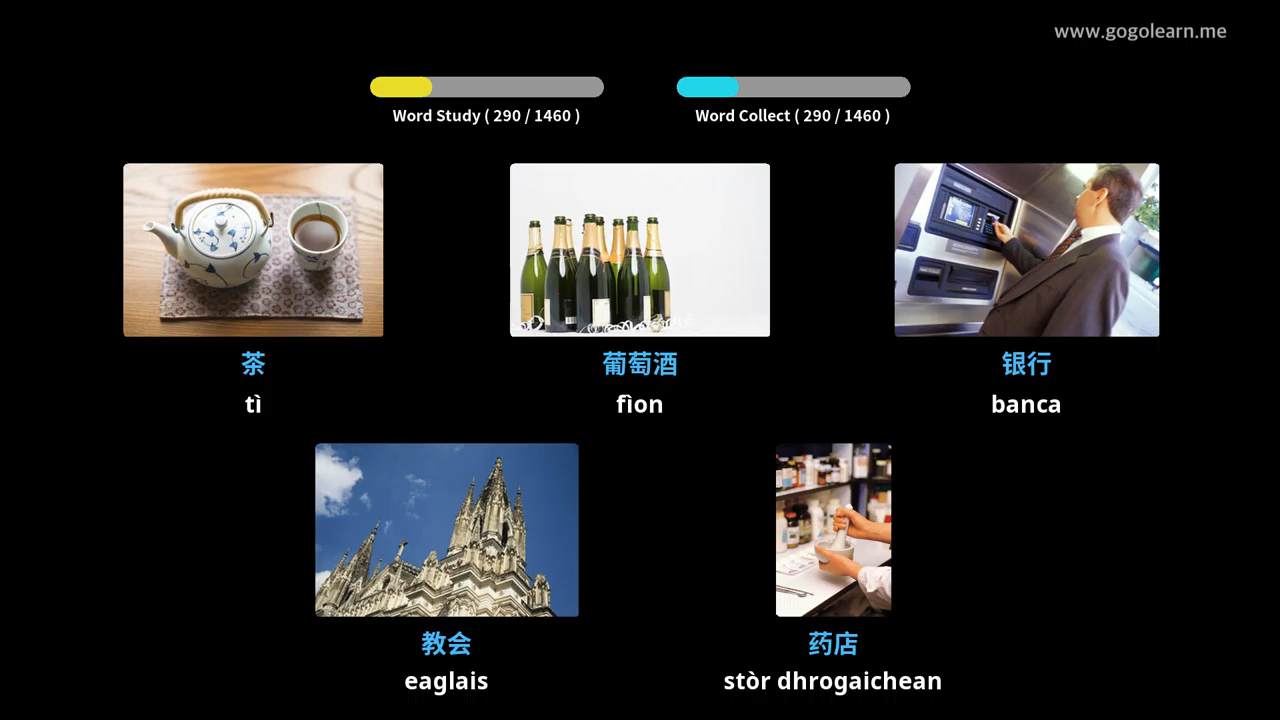 www.gogolearn.me
Word Study ( 290 / 1460 )
Word Collect ( 290 / 1460 )
茶
tì
葡萄酒
fìon
银行
banca
教会
eaglais
药店
stòr dhrogaichean